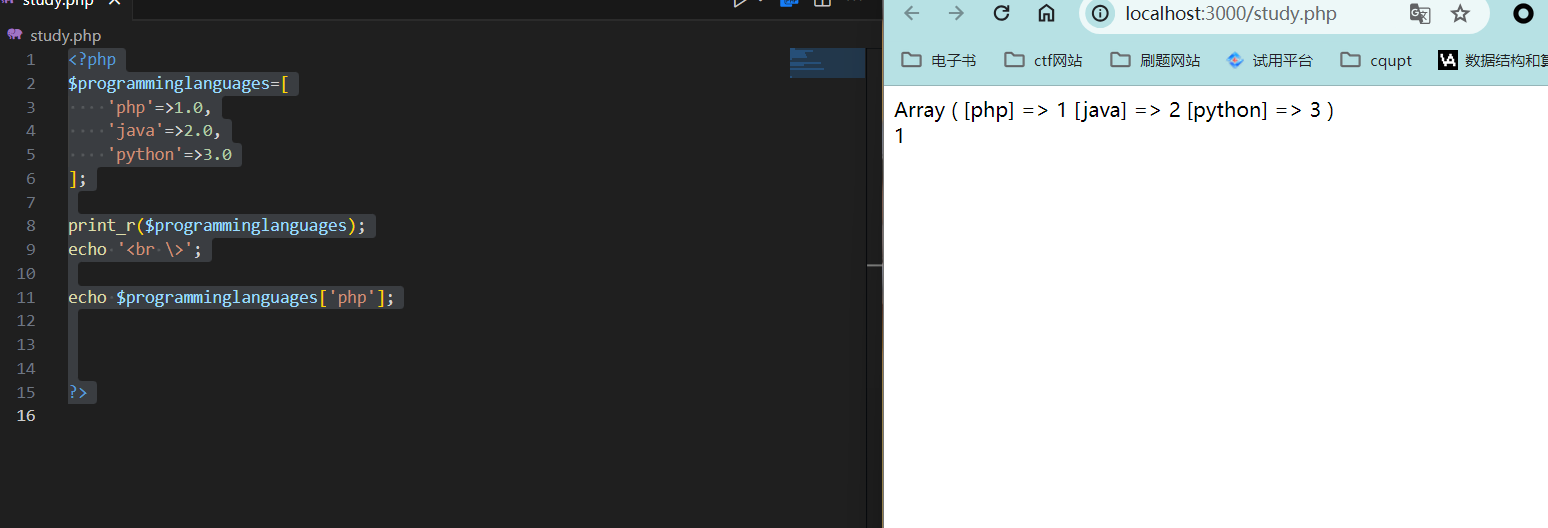 study.php
study.php
1 <?php
2 $programminglanguages=[
3 ····'php'=>1.0,
4 ····'java'=>2.0,
5 ····'python'=>3.0
6 ];
7
8 print_r($programminglanguages);
9 echo·'<br·\>';
10
11 echo·$programminglanguages['php'];
12
13
14
15 ?>
16
localhost:3000/study.php
电子书 ctf网站 刷题网站 试用平台 cqupt 数据结构和
Array ( [php] => 1 [java] => 2 [python] => 3 )
1